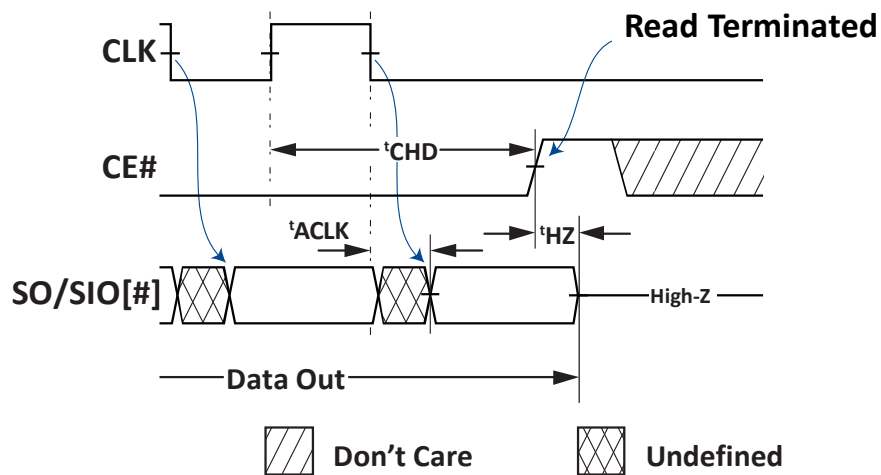 Read Terminated
CLK
tCHD
CE#
tACLK
tHZ
SO/SIO[#]
High-Z
Data Out
Don't Care
Undefined